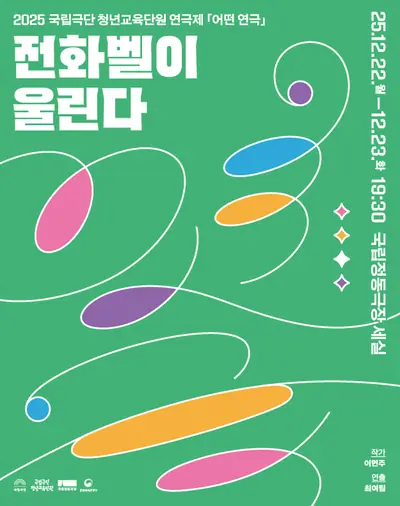 2025 국립극단 청년교육단원 연극제 「어떤 연극」
전화벨이
울린다
25.12.22.월 — 12.23.화 19:30 국립정동극장 세실
작가
이연주
연출
최여림